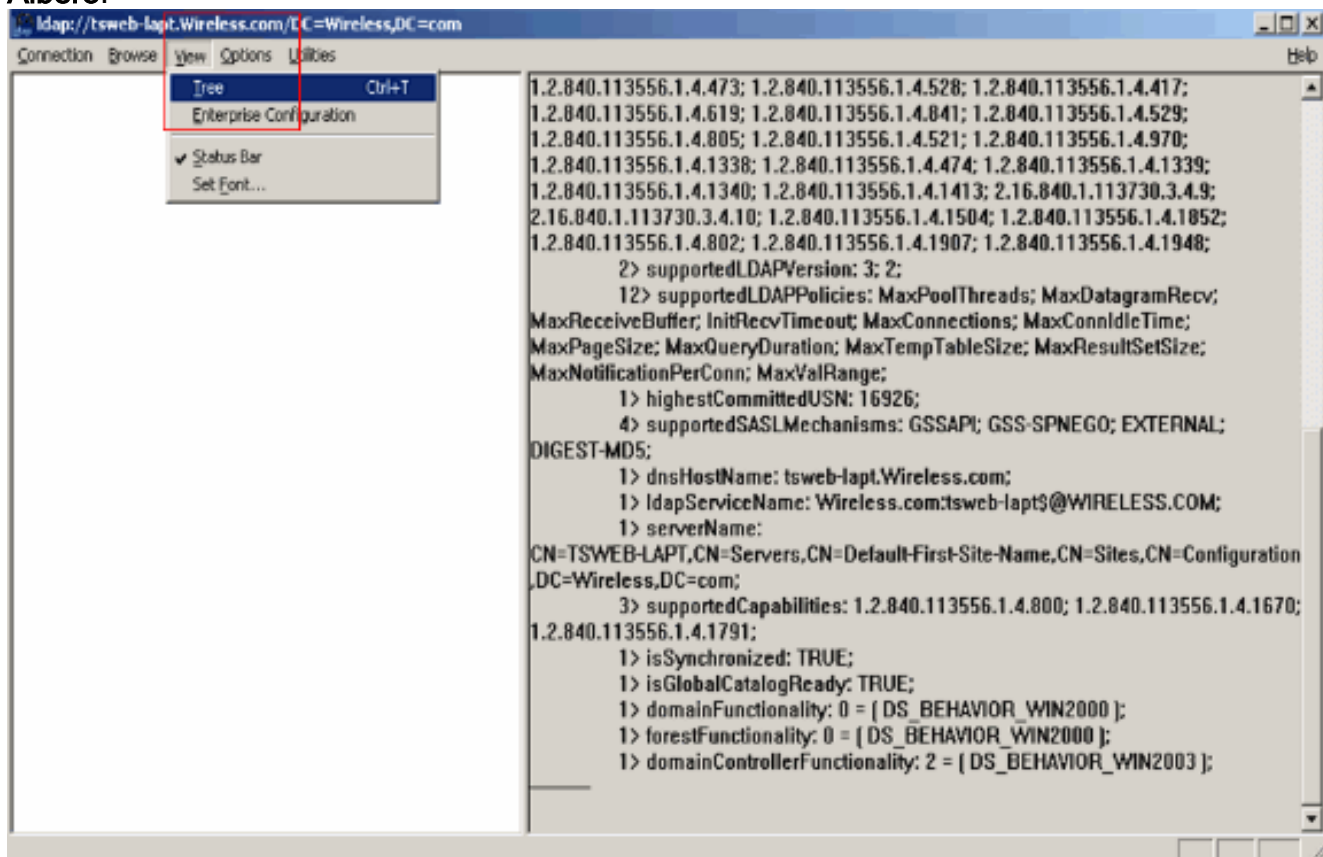 Albero.
ldap://tsweb-lapt.Wireless.com/DC=Wireless,DC=com
Connection Browse View Options Utilities Help
Tree Ctrl+T
Enterprise Configuration
Status Bar
Set Font...
1.2.840.113556.1.4.473; 1.2.840.113556.1.4.528; 1.2.840.113556.1.4.417;
1.2.840.113556.1.4.619; 1.2.840.113556.1.4.841; 1.2.840.113556.1.4.529;
1.2.840.113556.1.4.805; 1.2.840.113556.1.4.521; 1.2.840.113556.1.4.970;
1.2.840.113556.1.4.1338; 1.2.840.113556.1.4.474; 1.2.840.113556.1.4.1339;
1.2.840.113556.1.4.1340; 1.2.840.113556.1.4.1413; 2.16.840.1.113730.3.4.9;
2.16.840.1.113730.3.4.10; 1.2.840.113556.1.4.1504; 1.2.840.113556.1.4.1852;
1.2.840.113556.1.4.802; 1.2.840.113556.1.4.1907; 1.2.840.113556.1.4.1948;
2> supportedLDAPVersion: 3; 2;
12> supportedLDAPPolicies: MaxPoolThreads; MaxDatagramRecv;
MaxReceiveBuffer; InitRecvTimeout; MaxConnections; MaxConnIdleTime;
MaxPageSize; MaxQueryDuration; MaxTempTableSize; MaxResultSetSize;
MaxNotificationPerConn; MaxValRange;
1> highestCommittedUSN: 16926;
4> supportedSASLMechanisms: GSSAPI; GSS-SPNEGO; EXTERNAL;
DIGEST-MD5;
1> dnsHostName: tsweb-lapt.Wireless.com;
1> ldapServiceName: Wireless.com:tsweb-lapt$@WIRELESS.COM;
1> serverName:
CN=TSWEB-LAPT,CN=Servers,CN=Default-First-Site-Name,CN=Sites,CN=Configuration
,DC=Wireless,DC=com;
3> supportedCapabilities: 1.2.840.113556.1.4.800; 1.2.840.113556.1.4.1670;
1.2.840.113556.1.4.1791;
1> isSynchronized: TRUE;
1> isGlobalCatalogReady: TRUE;
1> domainFunctionality: 0 = ( DS_BEHAVIOR_WIN2000 );
1> forestFunctionality: 0 = ( DS_BEHAVIOR_WIN2000 );
1> domainControllerFunctionality: 2 = ( DS_BEHAVIOR_WIN2003 );